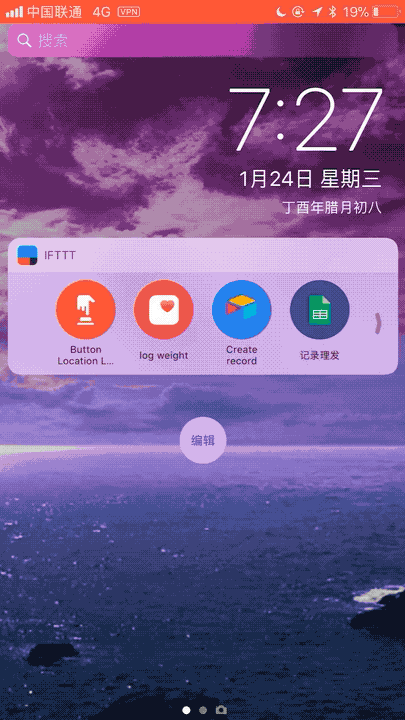 中国联通 4G VPN 19%
搜索
7:27
1月24日 星期三
丁酉年腊月初八
IFTTT
Button
Location L...
log weight
Create
record
记录理发
编辑